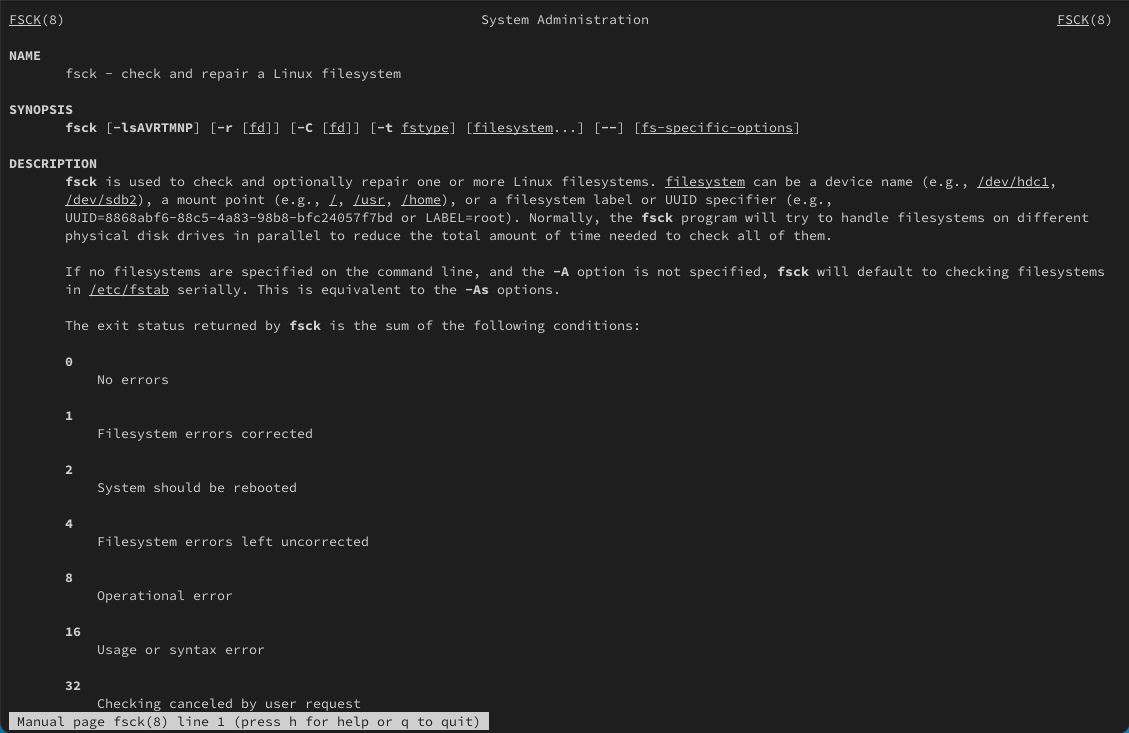 FSCK(8) System Administration FSCK(8)
NAME
fsck - check and repair a Linux filesystem
SYNOPSIS
fsck [-lsAVRTMNP] [-r [fd]] [-C [fd]] [-t fstype] [filesystem...] [--] [fs-specific-options]
DESCRIPTION
fsck is used to check and optionally repair one or more Linux filesystems. filesystem can be a device name (e.g., /dev/hdc1,
/dev/sdb2), a mount point (e.g., /, /usr, /home), or a filesystem label or UUID specifier (e.g.,
UUID=8868abf6-88c5-4a83-98b8-bfc24057f7bd or LABEL=root). Normally, the fsck program will try to handle filesystems on different
physical disk drives in parallel to reduce the total amount of time needed to check all of them.
If no filesystems are specified on the command line, and the -A option is not specified, fsck will default to checking filesystems
in /etc/fstab serially. This is equivalent to the -As options.
The exit status returned by fsck is the sum of the following conditions:
0
No errors
1
Filesystem errors corrected
2
System should be rebooted
4
Filesystem errors left uncorrected
8
Operational error
16
Usage or syntax error
32
Checking canceled by user request
Manual page fsck(8) line 1 (press h for help or q to quit)